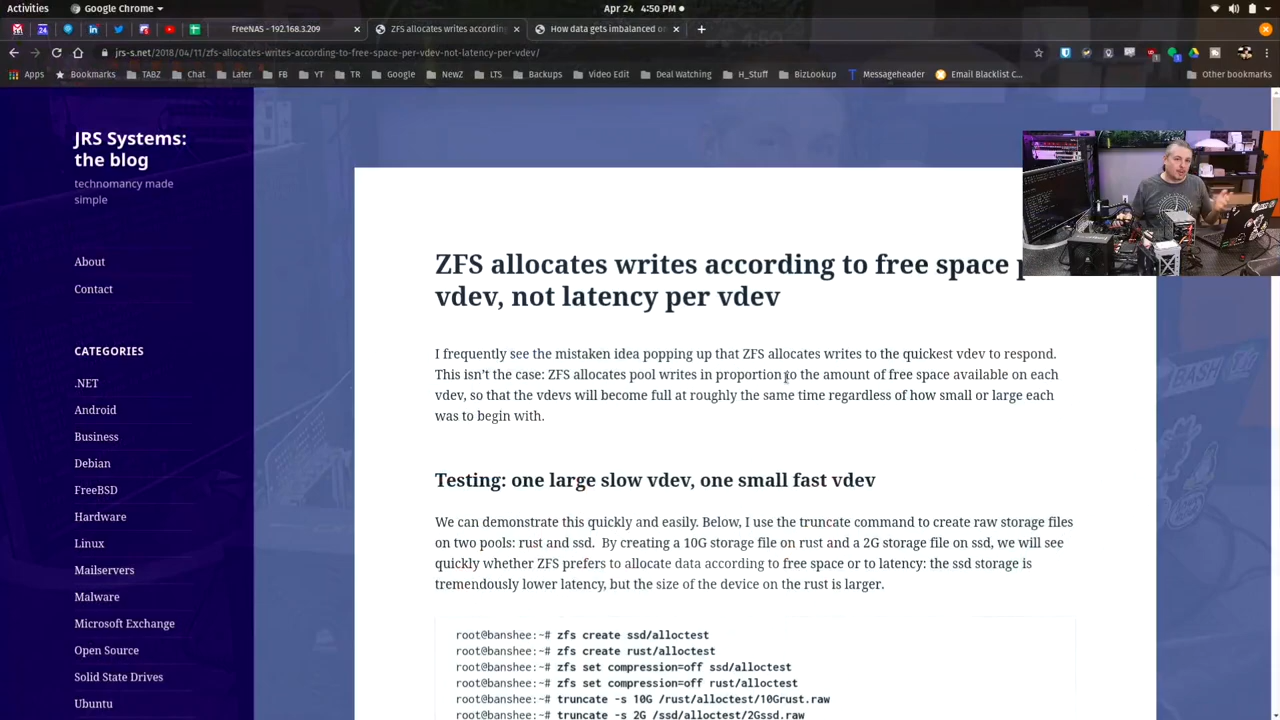 Activities
Google Chrome
Apr 24 4:50 PM
FreeNAS - 192.168.3.209
ZFS allocates writes accordin
How data gets imbalanced on
jrs-s.net/2018/04/11/zfs-allocates-writes-according-to-free-space-per-vdev-not-latency-per-vdev/
Apps
Bookmarks
TABZ
Chat
Later
FB
YT
TR
Google
NewZ
LTS
Backups
Video Edit
Deal Watching
H_Stuff
BizLookup
Messageheader
Email Blacklist C...
Other bookmarks
JRS Systems:
the blog
technomancy made
simple
About
Contact
CATEGORIES
.NET
Android
Business
Debian
FreeBSD
Hardware
Linux
Mailservers
Malware
Microsoft Exchange
Open Source
Solid State Drives
Ubuntu
ZFS allocates writes according to free space p
vdev, not latency per vdev
I frequently see the mistaken idea popping up that ZFS allocates writes to the quickest vdev to respond.
This isn't the case: ZFS allocates pool writes in proportion to the amount of free space available on each
vdev, so that the vdevs will become full at roughly the same time regardless of how small or large each
was to begin with.
Testing: one large slow vdev, one small fast vdev
We can demonstrate this quickly and easily. Below, I use the truncate command to create raw storage files
on two pools: rust and ssd. By creating a 10G storage file on rust and a 2G storage file on ssd, we will see
quickly whether ZFS prefers to allocate data according to free space or to latency: the ssd storage is
tremendously lower latency, but the size of the device on the rust is larger.
root@banshee:~# zfs create ssd/alloctest
root@banshee:~# zfs create rust/alloctest
root@banshee:~# zfs set compression=off ssd/alloctest
root@banshee:~# zfs set compression=off rust/alloctest
root@banshee:~# truncate -s 10G /rust/alloctest/10Grust.raw
root@banshee:~# truncate -s 2G /ssd/alloctest/2Gssd.raw